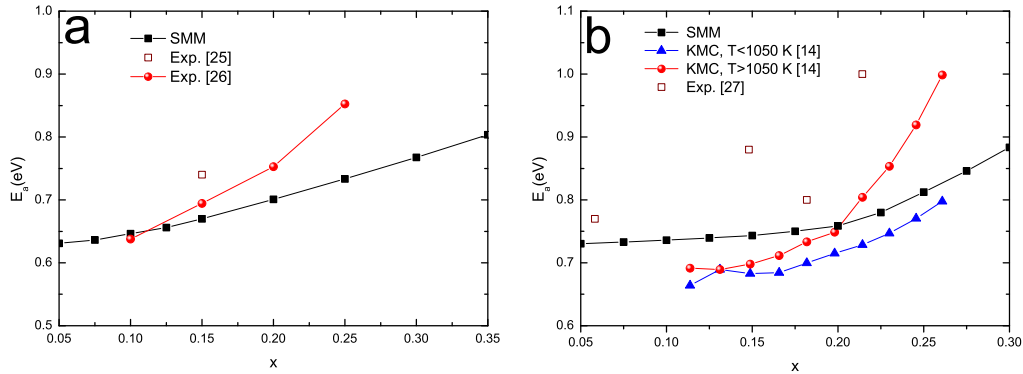 a
SMM
Exp. [25]
Exp. [26]
1.0
0.9
0.8
0.7
0.6
0.5
E_a(eV)
0.05 0.10 0.15 0.20 0.25 0.30 0.35
x
b
SMM
KMC, T<1050 K [14]
KMC, T>1050 K [14]
Exp. [27]
1.1
1.0
0.9
0.8
0.7
0.6
E_a(eV)
0.05 0.10 0.15 0.20 0.25 0.30
x